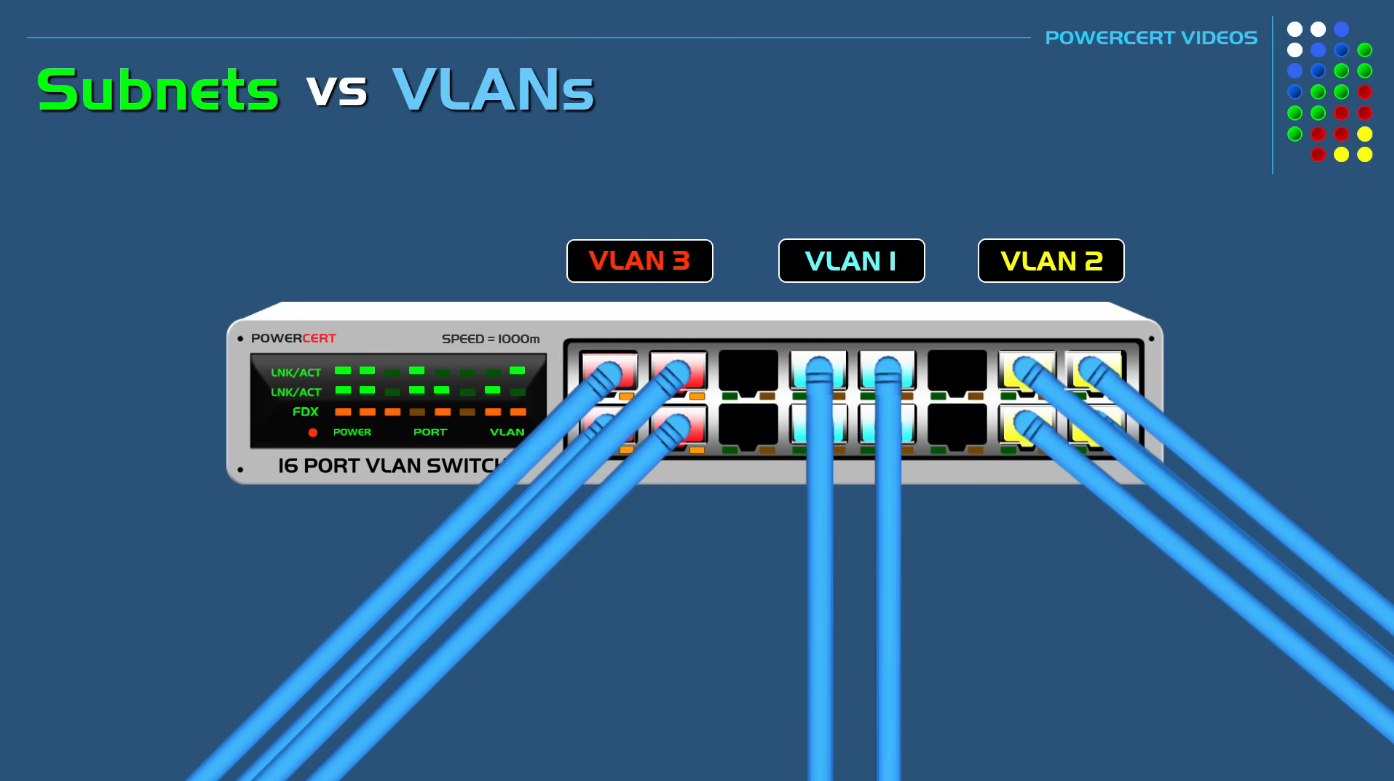 POWERCERT VIDEOS
Subnets vs VLANs
VLAN 3
VLAN 1
VLAN 2
POWERCERT
SPEED = 1000m
LNK/ACT
LNK/ACT
FDX
POWER
PORT
VLAN
16 PORT VLAN SWITCH